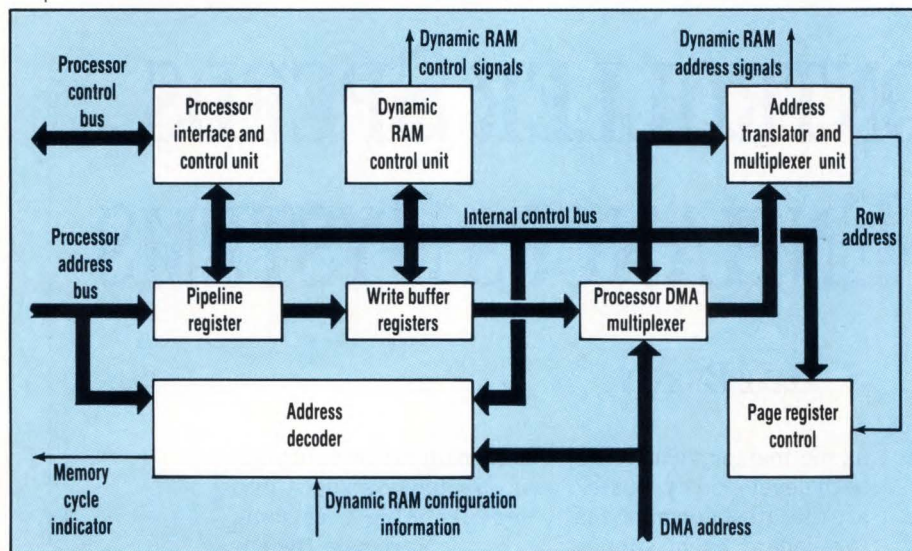 Dynamic RAM
control signals
Dynamic RAM
address signals
Processor
control
bus
Processor
interface and
control unit
Dynamic
RAM
control unit
Address
translator and
multiplexer unit
Internal control bus
Row
address
Processor
address
bus
Pipeline
register
Write buffer
registers
Processor DMA
multiplexer
Address
decoder
Page register
control
Memory
cycle
indicator
Dynamic RAM configuration
information
DMA address